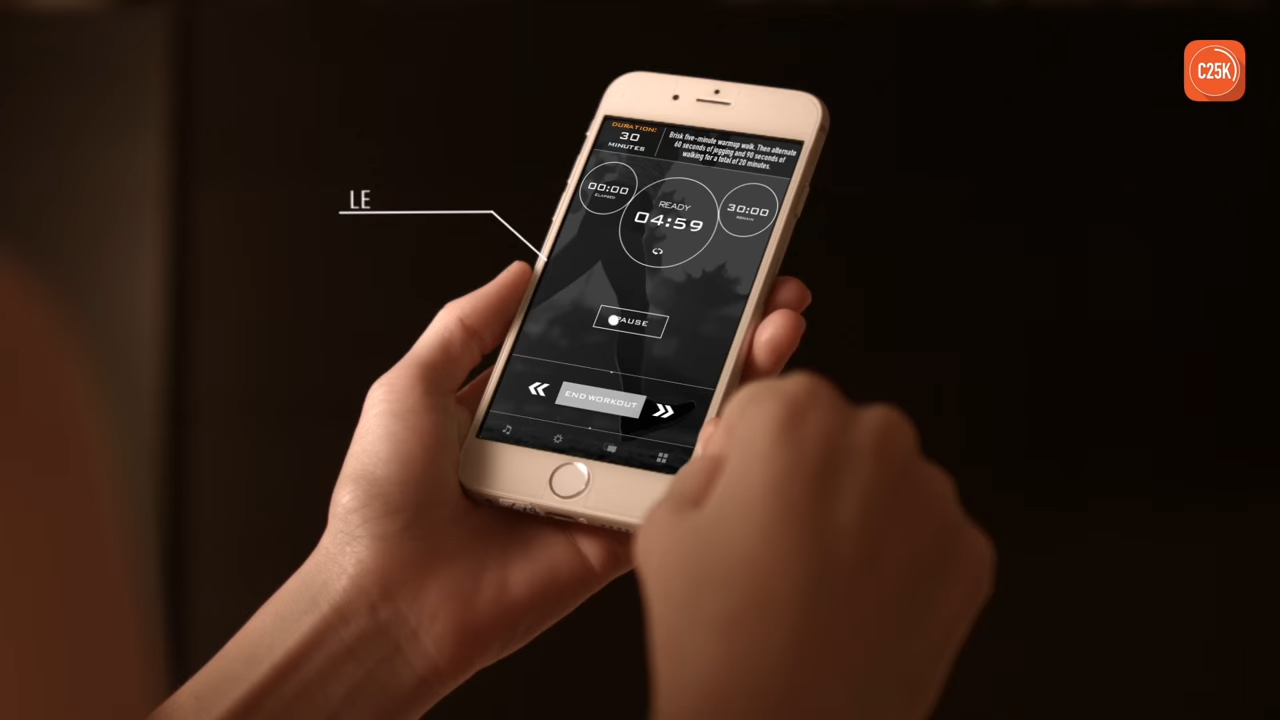 C25K
DURATION:
30
MINUTES
Brisk five-minute warmup walk. Then alternate
60 seconds of jogging and 90 seconds of
walking for a total of 20 minutes.
00:00
ELAPSED
READY
04:59
30:00
REMAIN
LE
PAUSE
END WORKOUT